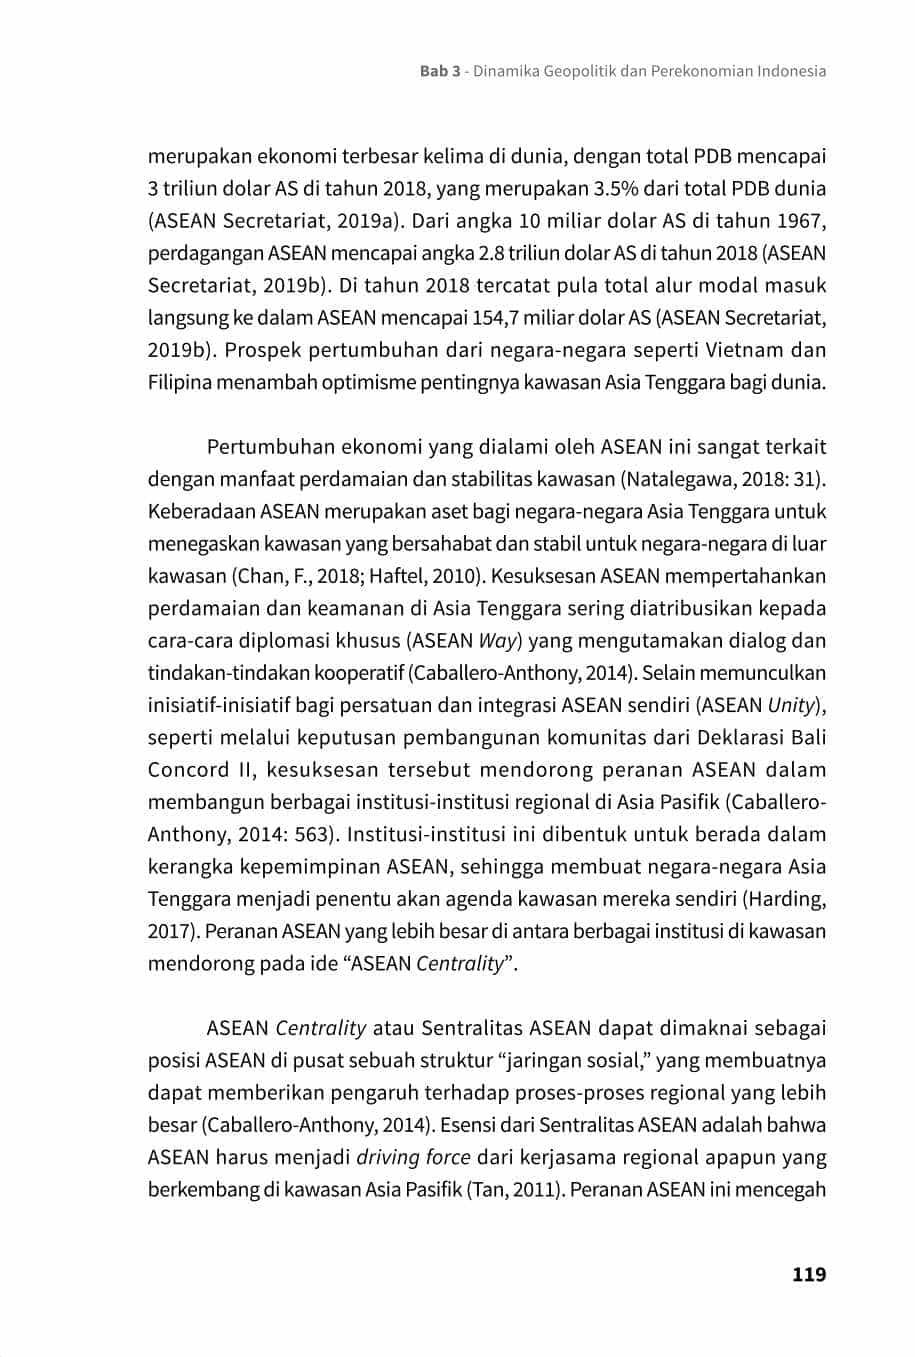 Bab 3 - Dinamika Geopolitik dan Perekonomian Indonesia
merupakan ekonomi terbesar kelima di dunia, dengan total PDB mencapai
3 triliun dolar AS di tahun 2018, yang merupakan 3.5% dari total PDB dunia
(ASEAN Secretariat, 2019a). Dari angka 10 miliar dolar AS di tahun 1967,
perdagangan ASEAN mencapai angka 2.8 triliun dolar AS di tahun 2018 (ASEAN
Secretariat, 2019b). Di tahun 2018 tercatat pula total alur modal masuk
langsung ke dalam ASEAN mencapai 154,7 miliar dolar AS (ASEAN Secretariat,
2019b). Prospek pertumbuhan dari negara-negara seperti Vietnam dan
Filipina menambah optimisme pentingnya kawasan Asia Tenggara bagi dunia.
Pertumbuhan ekonomi yang dialami oleh ASEAN ini sangat terkait
dengan manfaat perdamaian dan stabilitas kawasan (Natalegawa, 2018: 31).
Keberadaan ASEAN merupakan aset bagi negara-negara Asia Tenggara untuk
menegaskan kawasan yang bersahabat dan stabil untuk negara-negara di luar
kawasan (Chan, F., 2018; Haftel, 2010). Kesuksesan ASEAN mempertahankan
perdamaian dan keamanan di Asia Tenggara sering diatribusikan kepada
cara-cara diplomasi khusus (ASEAN Way) yang mengutamakan dialog dan
tindakan-tindakan kooperatif (Caballero-Anthony, 2014). Selain memunculkan
inisiatif-inisiatif bagi persatuan dan integrasi ASEAN sendiri (ASEAN Unity),
seperti melalui keputusan pembangunan komunitas dari Deklarasi Bali
Concord II, kesuksesan tersebut mendorong peranan ASEAN dalam
membangun berbagai institusi-institusi regional di Asia Pasifik (Caballero-
Anthony, 2014: 563). Institusi-institusi ini dibentuk untuk berada dalam
kerangka kepemimpinan ASEAN, sehingga membuat negara-negara Asia
Tenggara menjadi penentu akan agenda kawasan mereka sendiri (Harding,
2017). Peranan ASEAN yang lebih besar di antara berbagai institusi di kawasan
mendorong pada ide “ASEAN Centrality”.
ASEAN Centrality atau Sentralitas ASEAN dapat dimaknai sebagai
posisi ASEAN di pusat sebuah struktur “jaringan sosial,” yang membuatnya
dapat memberikan pengaruh terhadap proses-proses regional yang lebih
besar (Caballero-Anthony, 2014). Esensi dari Sentralitas ASEAN adalah bahwa
ASEAN harus menjadi driving force dari kerjasama regional apapun yang
berkembang di kawasan Asia Pasifik (Tan, 2011). Peranan ASEAN ini mencegah
119